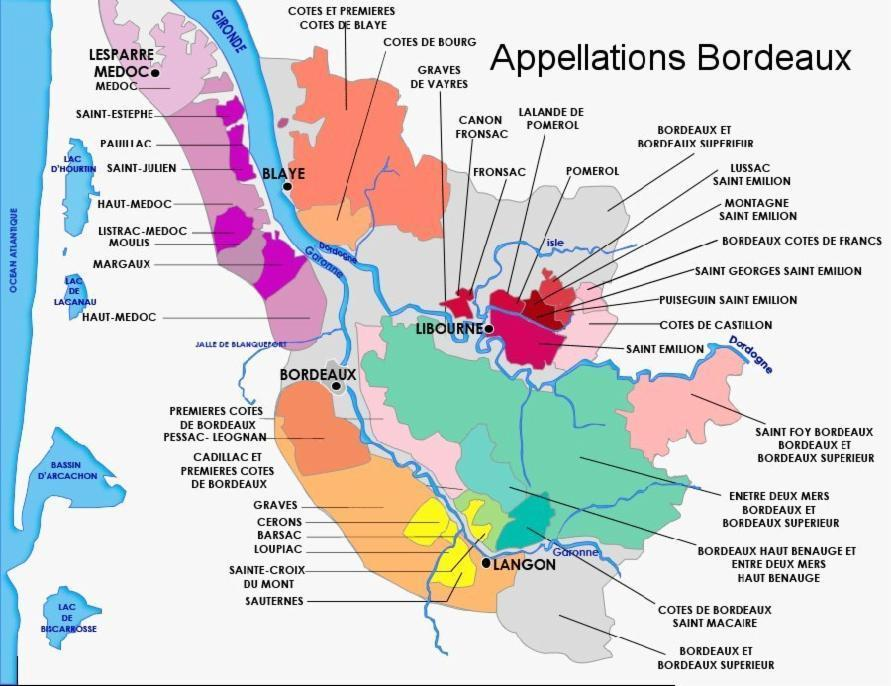 Appellations Bordeaux
COTES ET PREMIERES
COTES DE BLAYE
COTES DE BOURG
GRAVES
DE VAYRES
CANON
FRONSAC
LALANDE DE
POMEROL
FRONSAC
POMEROL
BORDEAUX ET
BORDEAUX SUPERIEUR
LUSSAC
SAINT EMILION
MONTAGNE
SAINT EMILION
BORDEAUX COTES DE FRANCS
SAINT GEORGES SAINT EMILION
PUISEGUIN SAINT EMILION
COTES DE CASTILLON
SAINT EMILION
GIRONDE
LESPARRE
MEDOC
MEDOC
SAINT-ESTEPHE
PAUILLAC
SAINT-JULIEN
HAUT-MEDOC
LISTRAC-MEDOC
MOULIS
MARGAUX
HAUT-MEDOC
JALLE DE BLANQUEFORT
BLAYE
Dordogne
Garonne
isle
LIBOURNE
Dordogne
BORDEAUX
OCEAN ATLANTIQUE
LAC
D'HOURTIN
LAC
DE
LACANAU
BASSIN
D'ARCACHON
LAC
DE
BISCARROSSE
PREMIERES COTES
DE BORDEAUX
PESSAC- LEOGNAN
CADILLAC ET
PREMIERES COTES
DE BORDEAUX
GRAVES
CERONS
BARSAC
LOUPIAC
SAINTE-CROIX
DU MONT
SAUTERNES
LANGON
Garonne
SAINT FOY BORDEAUX
BORDEAUX ET
BORDEAUX SUPERIEUR
ENETRE DEUX MERS
BORDEAUX ET
BORDEAUX SUPERIEUR
BORDEAUX HAUT BENAUGE ET
ENTRE DEUX MERS
HAUT BENAUGE
COTES DE BORDEAUX
SAINT MACAIRE
BORDEAUX ET
BORDEAUX SUPERIEUR